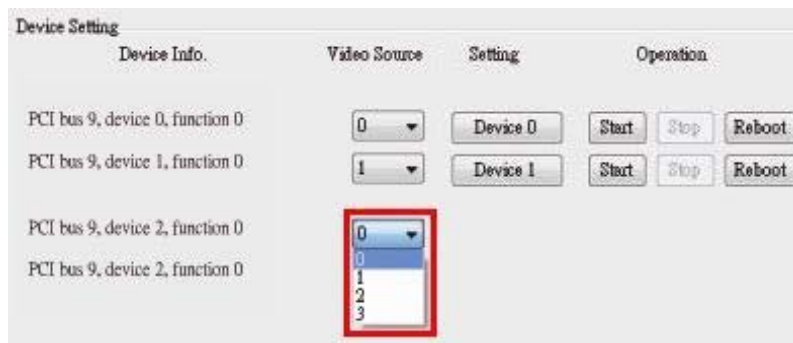 Device Setting
Device Info. Video Source Setting Operation
PCI bus 9, device 0, function 0 0 Device 0 Start Stop Reboot
PCI bus 9, device 1, function 0 1 Device 1 Start Stop Reboot
PCI bus 9, device 2, function 0 0
0
PCI bus 9, device 2, function 0 1
2
3